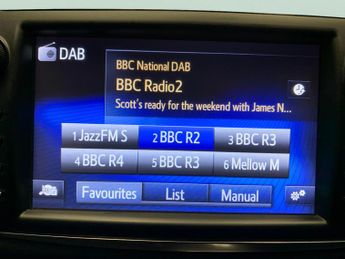 DAB
BBC National DAB
BBC Radio2
Scott's ready for the weekend with James N...
1 JazzFM S
2 BBC R2
3 BBC R3
4 BBC R4
5 BBC R3
6 Mellow M
Favourites
List
Manual